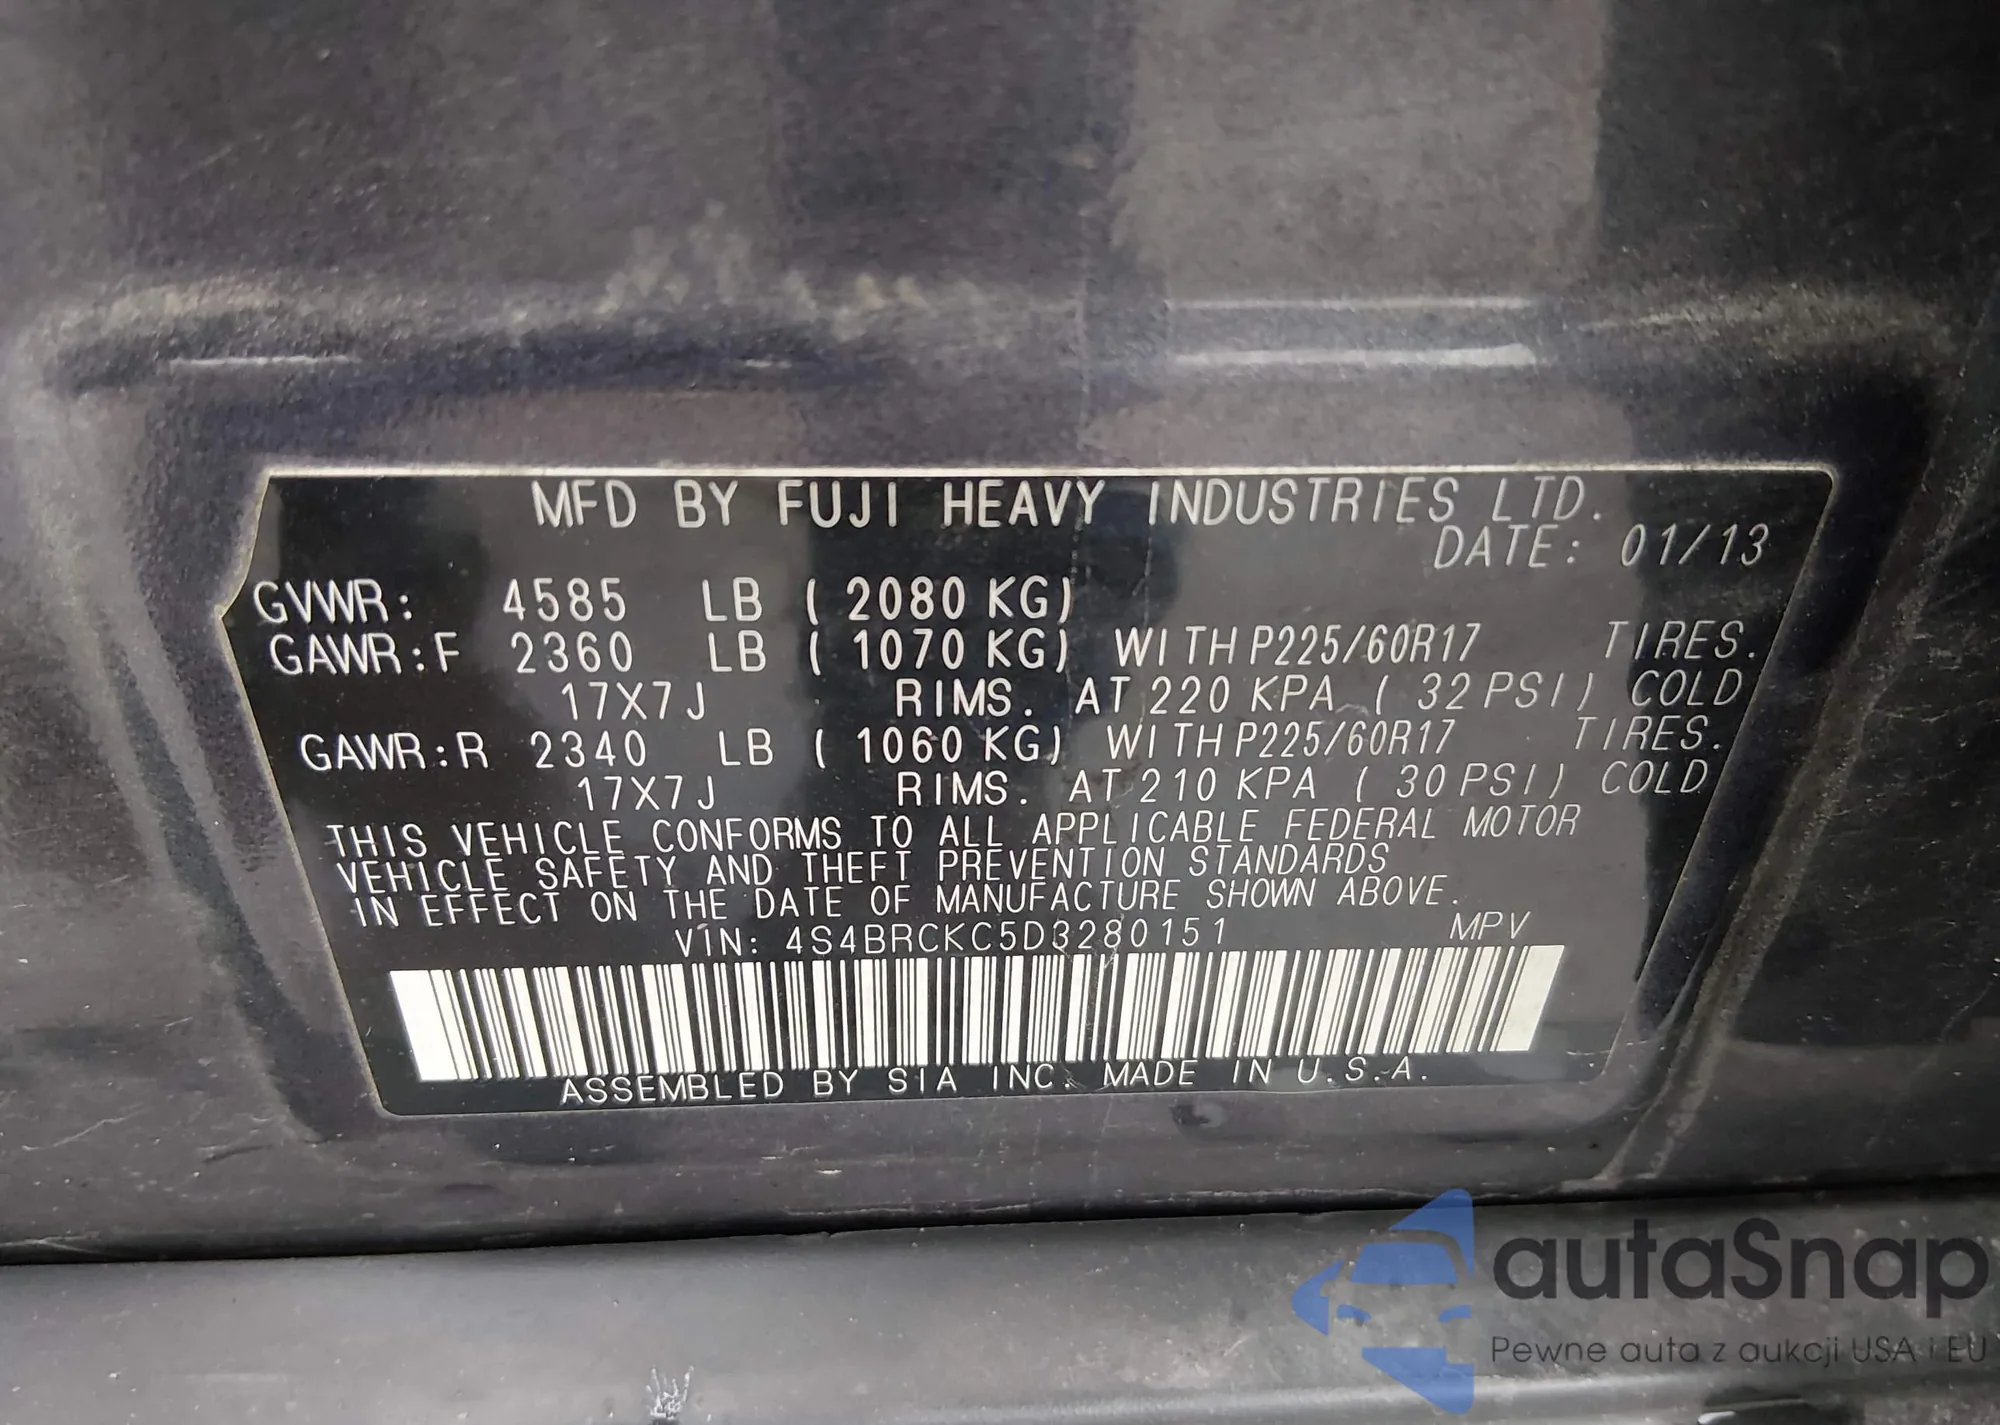 MFD BY FUJI HEAVY INDUSTRIES LTD.
DATE: 01/13
GVWR: 4585 LB ( 2080 KG)
GAWR:F 2360 LB ( 1070 KG) WITH P225/60R17 TIRES.
17X7J RIMS. AT 220 KPA ( 32 PSI) COLD
GAWR:R 2340 LB ( 1060 KG) WITH P225/60R17 TIRES.
17X7J RIMS. AT 210 KPA ( 30 PSI) COLD
THIS VEHICLE CONFORMS TO ALL APPLICABLE FEDERAL MOTOR
VEHICLE SAFETY AND THEFT PREVENTION STANDARDS
IN EFFECT ON THE DATE OF MANUFACTURE SHOWN ABOVE.
VIN: 4S4BRCKC5D3280151 MPV
ASSEMBLED BY SIA INC. MADE IN U.S.A.
autaSnap
Pewne auta z aukcji USA i EU